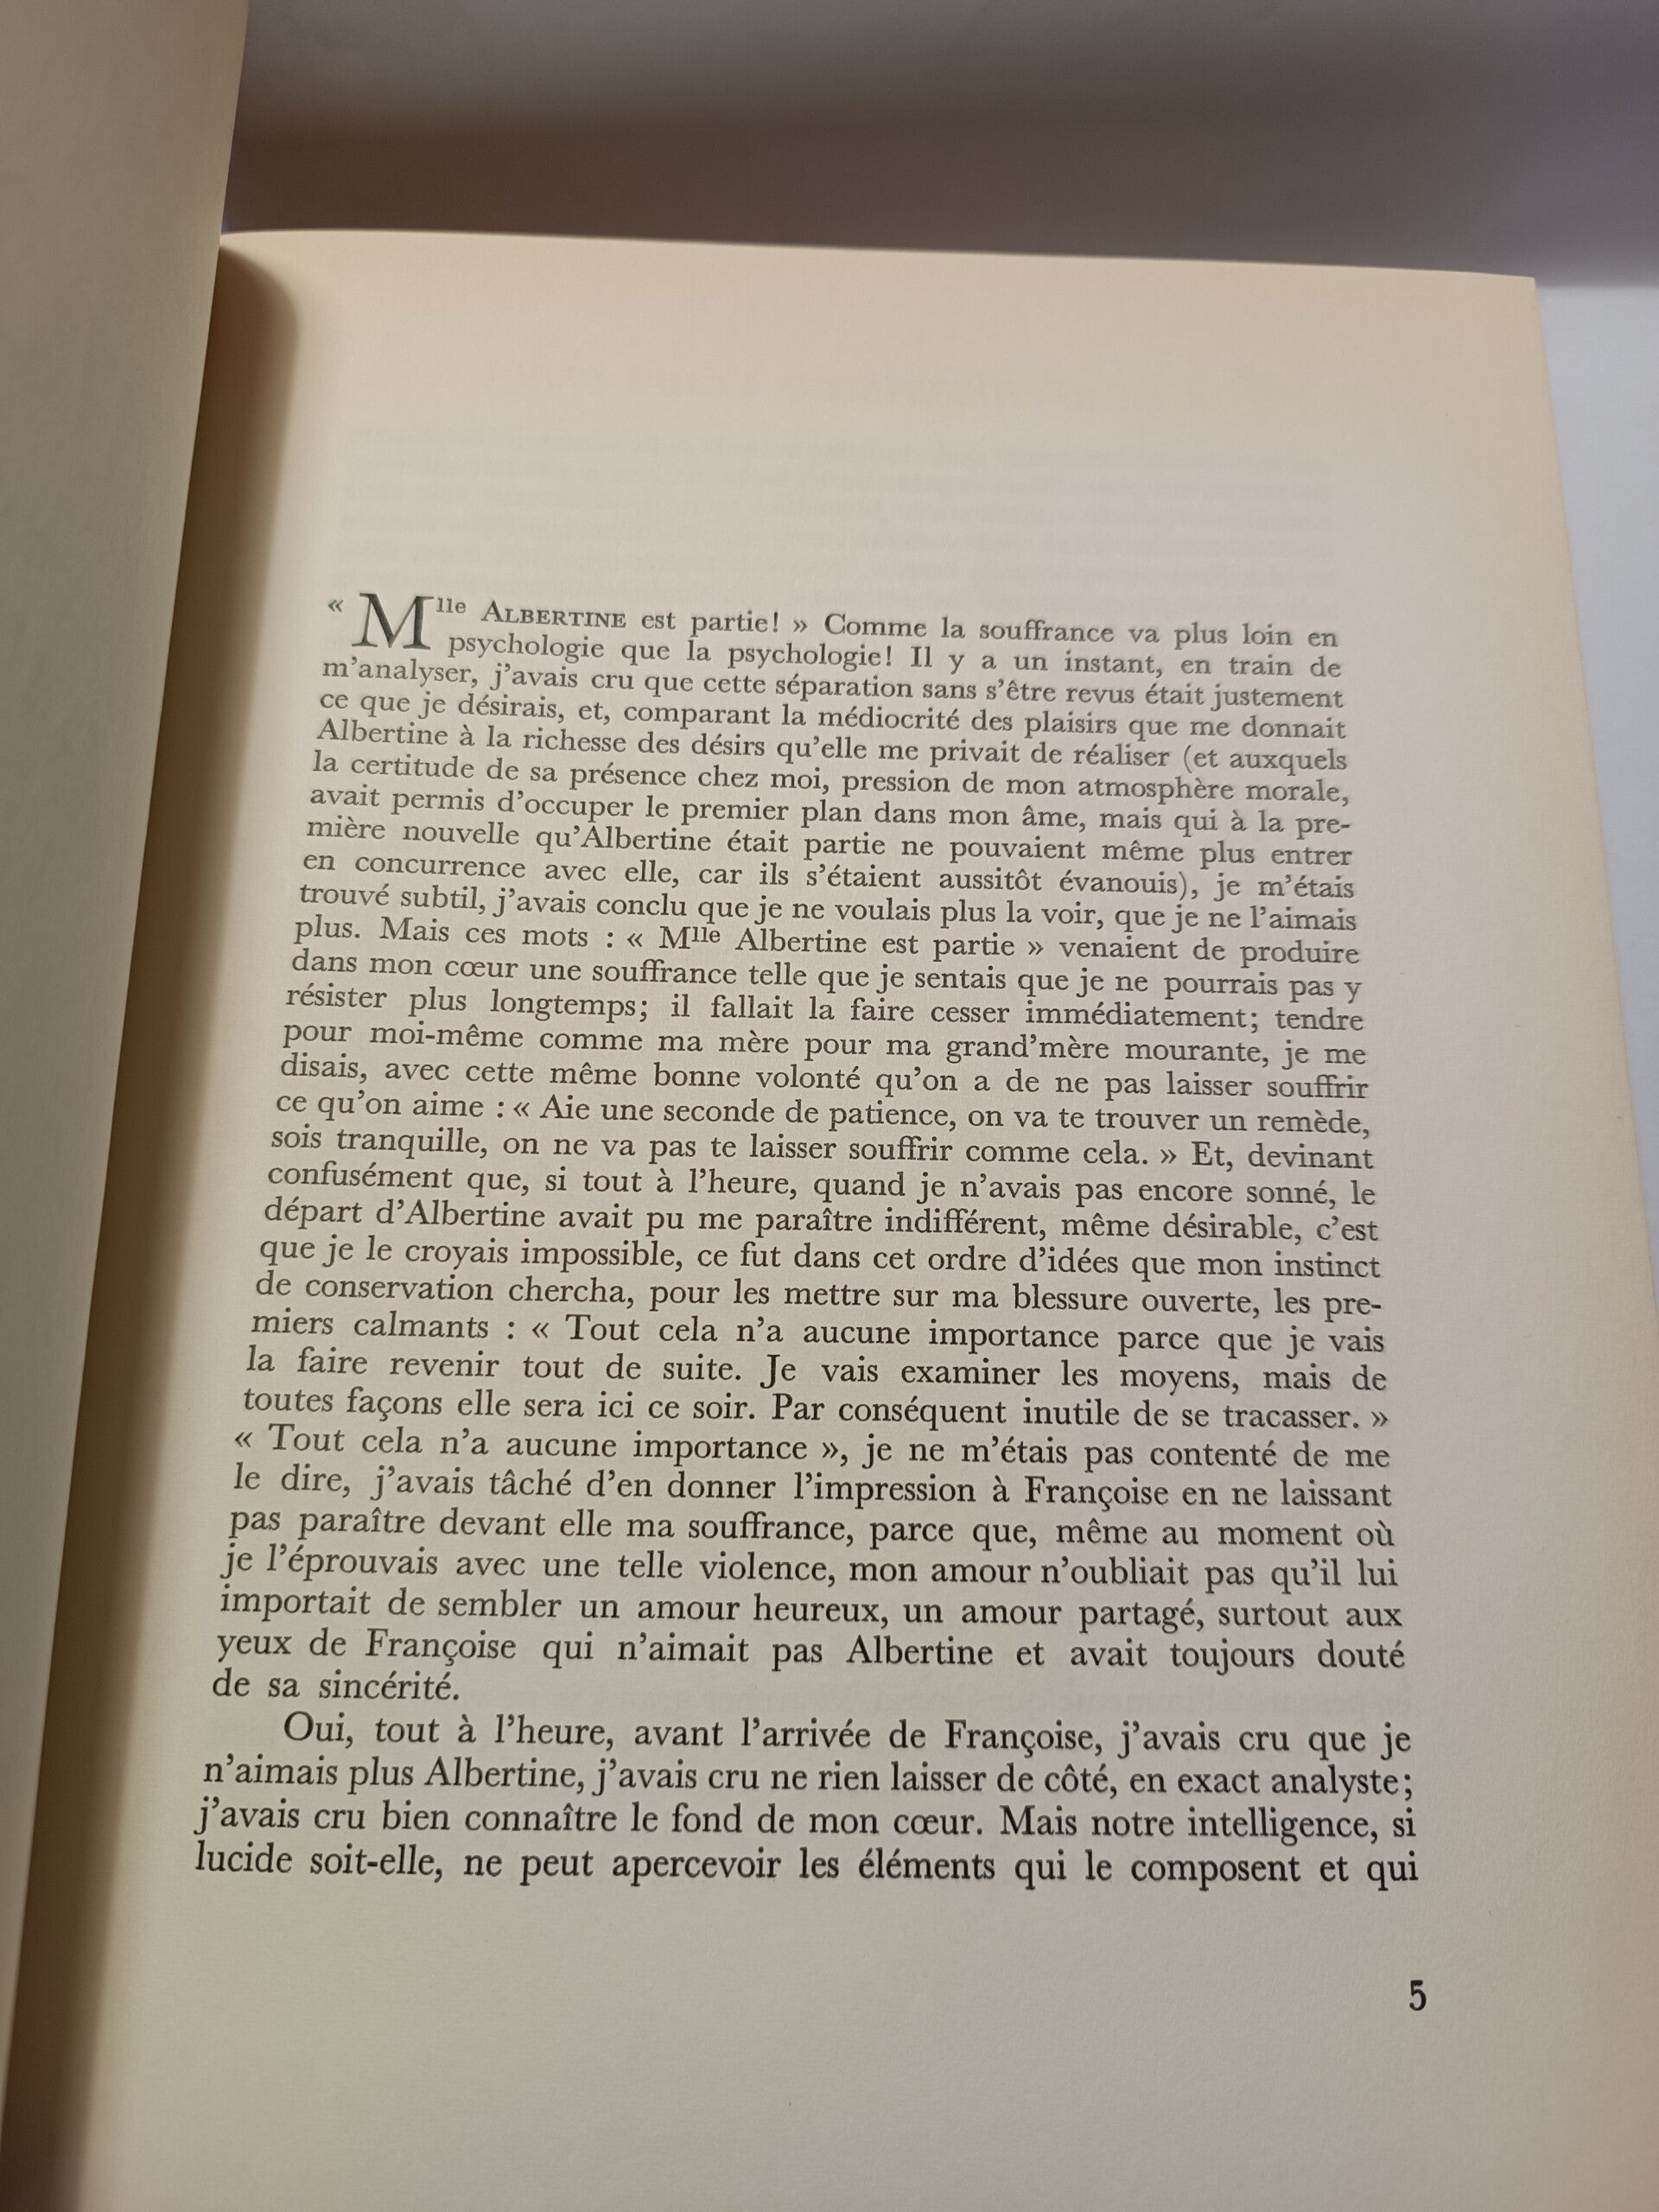 « Mlle ALBERTINE est partie! » Comme la souffrance va plus loin en
psychologie que la psychologie! Il y a un instant, en train de
m'analyser, j'avais cru que cette séparation sans s'être revus était justement
ce que je désirais, et, comparant la médiocrité des plaisirs que me donnait
Albertine à la richesse des désirs qu'elle me privait de réaliser (et auxquels
la certitude de sa présence chez moi, pression de mon atmosphère morale,
avait permis d'occuper le premier plan dans mon âme, mais qui à la pre-
mière nouvelle qu'Albertine était partie ne pouvaient même plus entrer
en concurrence avec elle, car ils s'étaient aussitôt évanouis), je m'étais
trouvé subtil, j'avais conclu que je ne voulais plus la voir, que je ne l'aimais
plus. Mais ces mots : « Mlle Albertine est partie » venaient de produire
dans mon cœur une souffrance telle que je sentais que je ne pourrais pas y
résister plus longtemps; il fallait la faire cesser immédiatement; tendre
pour moi-même comme ma mère pour ma grand'mère mourante, je me
disais, avec cette même bonne volonté qu'on a de ne pas laisser souffrir
ce qu'on aime : « Aie une seconde de patience, on va te trouver un remède,
sois tranquille, on ne va pas te laisser souffrir comme cela. » Et, devinant
confusément que, si tout à l'heure, quand je n'avais pas encore sonné, le
départ d'Albertine avait pu me paraître indifférent, même désirable, c'est
que je le croyais impossible, ce fut dans cet ordre d'idées que mon instinct
de conservation chercha, pour les mettre sur ma blessure ouverte, les pre-
miers calmants : « Tout cela n'a aucune importance parce que je vais
la faire revenir tout de suite. Je vais examiner les moyens, mais de
toutes façons elle sera ici ce soir. Par conséquent inutile de se tracasser. »
« Tout cela n'a aucune importance », je ne m'étais pas contenté de me
le dire, j'avais tâché d'en donner l'impression à Françoise en ne laissant
pas paraître devant elle ma souffrance, parce que, même au moment où
je l'éprouvais avec une telle violence, mon amour n'oubliait pas qu'il lui
importait de sembler un amour heureux, un amour partagé, surtout aux
yeux de Françoise qui n'aimait pas Albertine et avait toujours douté
de sa sincérité.
Oui, tout à l'heure, avant l'arrivée de Françoise, j'avais cru que je
n'aimais plus Albertine, j'avais cru ne rien laisser de côté, en exact analyste;
j'avais cru bien connaître le fond de mon cœur. Mais notre intelligence, si
lucide soit-elle, ne peut apercevoir les éléments qui le composent et qui
5